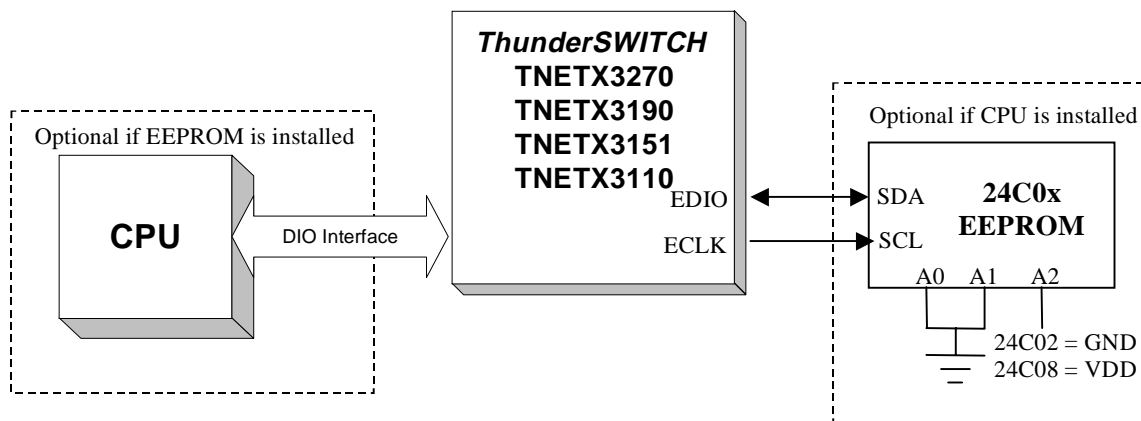 Optional if EEPROM is installed
CPU
DIO Interface
ThunderSWITCH
TNETX3270
TNETX3190
TNETX3151
TNETX3110
EDIO
ECLK
Optional if CPU is installed
SDA
24C0x
EEPROM
SCL
A0 A1 A2
24C02 = GND
24C08 = VDD